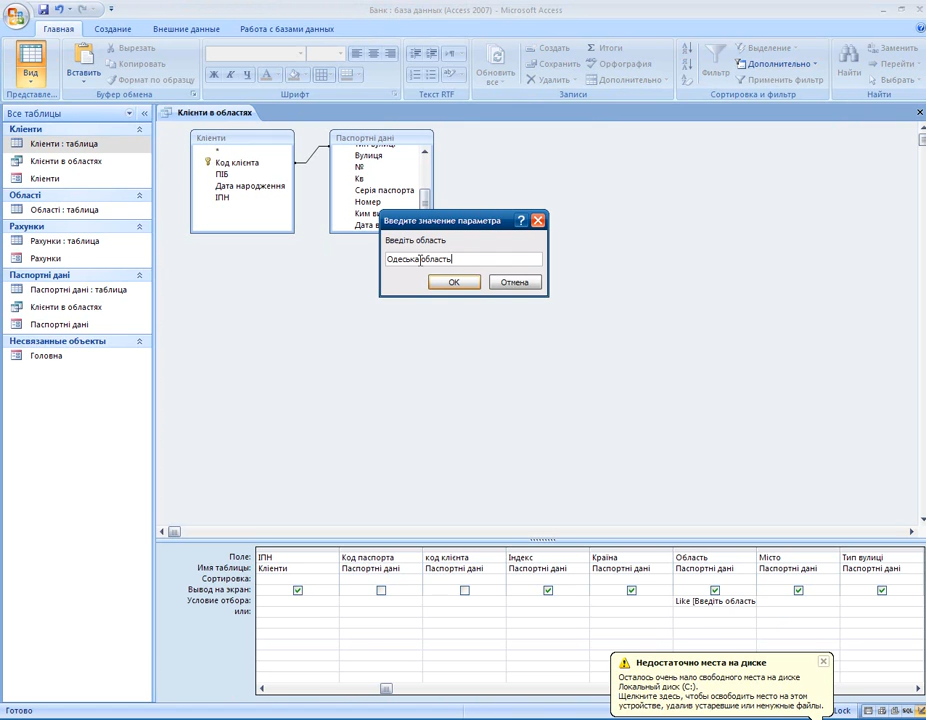 Банк : база данных (Access 2007) - Microsoft Access
Главная
Создание
Внешние данные
Работа с базами данных
Вид
Представле...
Вставить
Вырезать
Копировать
Формат по образцу
Буфер обмена
Ж К Ч
Шрифт
Текст RTF
Обновить все
Создать
Сохранить
Удалить
Итоги
Орфография
Дополнительно
Записи
Фильтр
Выделение
Дополнительно
Применить фильтр
Сортировка и фильтр
Найти
Заменить
Перейти
Выбрать
Найти
Все таблицы
Клієнти
Клієнти : таблица
Клієнти в областях
Клієнти
Області
Області : таблица
Рахунки
Рахунки : таблица
Рахунки
Паспортні дані
Паспортні дані : таблица
Клієнти в областях
Паспортні дані
Несвязанные объекты
Головна
Клієнти в областях
Клієнти
*
Код клієнта
ПІБ
Дата народження
ІПН
Паспортні дані
Тип вулиці
Вулиця
№
Кв
Серія паспорта
Номер
Ким ви
Дата в
Введите значение параметра
Введіть область
Одеська область
OK
Отмена
Поле: ІПН Код паспорта код клієнта Індекс Країна Область Місто Тип вулиці
Имя таблицы: Клієнти Паспортні дані Паспортні дані Паспортні дані Паспортні дані Паспортні дані Паспортні дані Паспортні дані
Сортировка:
Вывод на экран:
Условие отбора: Like [Введіть область
или:
Недостаточно места на диске
Осталось очень мало свободного места на диске
Локальный диск (C:).
Щелкните здесь, чтобы освободить место на этом
устройстве, удалив устаревшие или ненужные файлы.
Готово
Lock
SQL